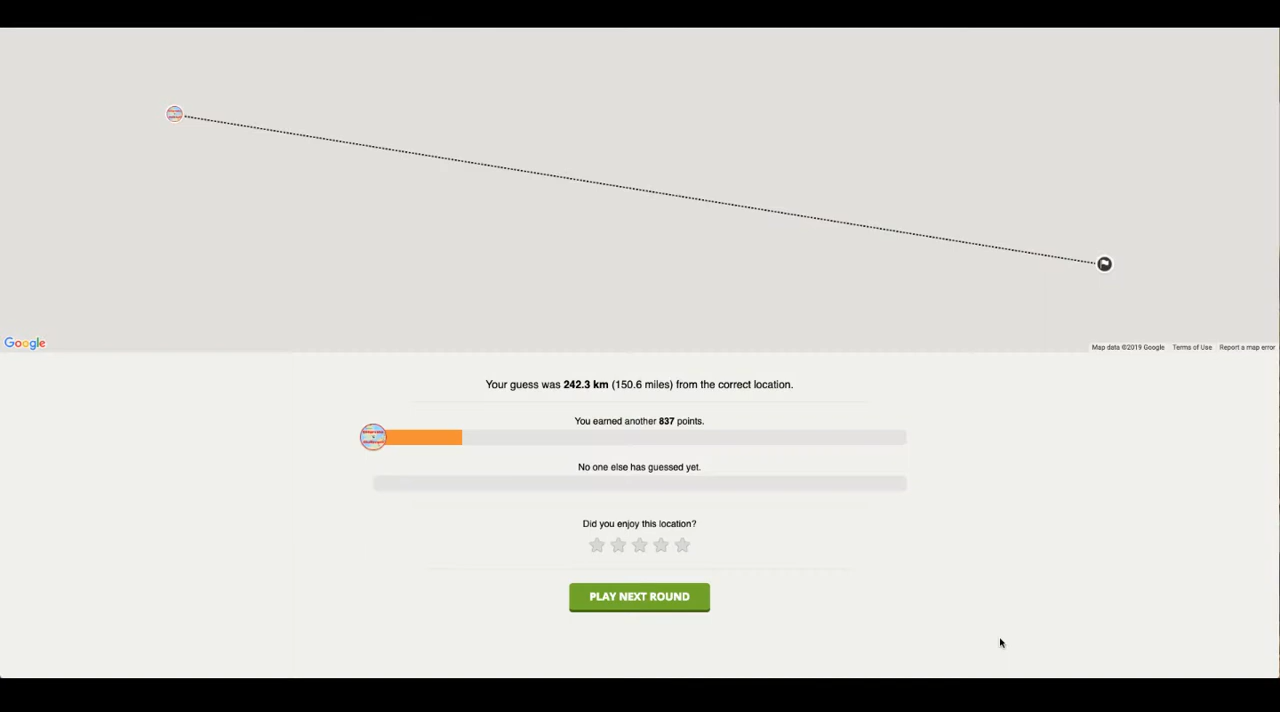 Google
Map data ©2019 Google Terms of Use Report a map error
Your guess was 242.3 km (150.6 miles) from the correct location.
You earned another 837 points.
No one else has guessed yet.
Did you enjoy this location?
PLAY NEXT ROUND